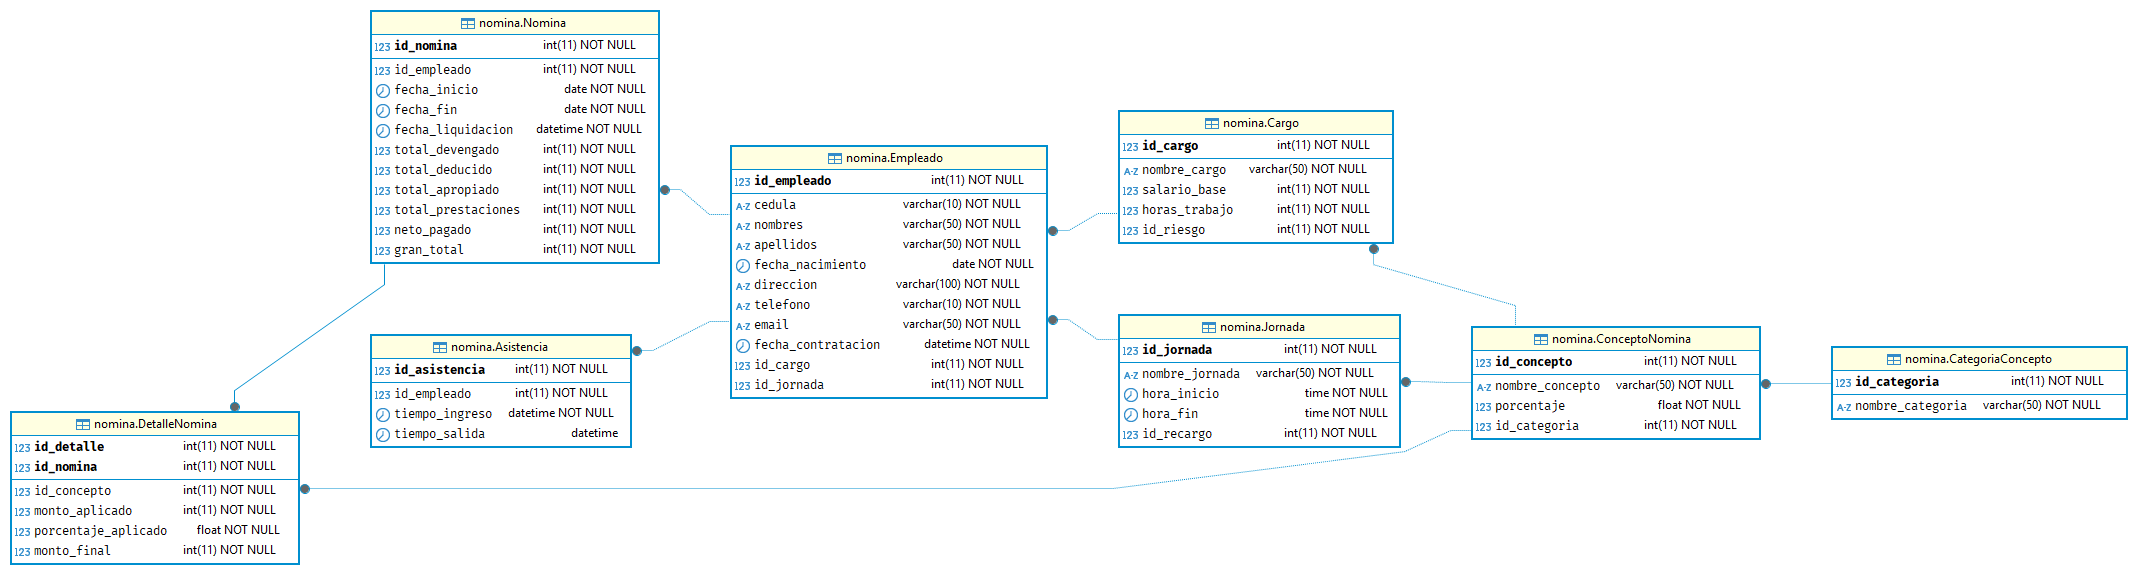 nomina.Nomina
123 id_nomina int(11) NOT NULL
123 id_empleado int(11) NOT NULL
fecha_inicio date NOT NULL
fecha_fin date NOT NULL
fecha_liquidacion datetime NOT NULL
123 total_devengado int(11) NOT NULL
123 total_deducido int(11) NOT NULL
123 total_apropiado int(11) NOT NULL
123 total_prestaciones int(11) NOT NULL
123 neto_pagado int(11) NOT NULL
123 gran_total int(11) NOT NULL
nomina.Empleado
123 id_empleado int(11) NOT NULL
A-Z cedula varchar(10) NOT NULL
A-Z nombres varchar(50) NOT NULL
A-Z apellidos varchar(50) NOT NULL
fecha_nacimiento date NOT NULL
A-Z direccion varchar(100) NOT NULL
A-Z telefono varchar(10) NOT NULL
A-Z email varchar(50) NOT NULL
fecha_contratacion datetime NOT NULL
123 id_cargo int(11) NOT NULL
123 id_jornada int(11) NOT NULL
nomina.Cargo
123 id_cargo int(11) NOT NULL
A-Z nombre_cargo varchar(50) NOT NULL
123 salario_base int(11) NOT NULL
123 horas_trabajo int(11) NOT NULL
123 id_riesgo int(11) NOT NULL
nomina.Asistencia
123 id_asistencia int(11) NOT NULL
123 id_empleado int(11) NOT NULL
tiempo_ingreso datetime NOT NULL
tiempo_salida datetime
nomina.Jornada
123 id_jornada int(11) NOT NULL
A-Z nombre_jornada varchar(50) NOT NULL
hora_inicio time NOT NULL
hora_fin time NOT NULL
123 id_recargo int(11) NOT NULL
nomina.ConceptoNomina
123 id_concepto int(11) NOT NULL
A-Z nombre_concepto varchar(50) NOT NULL
123 porcentaje float NOT NULL
123 id_categoria int(11) NOT NULL
nomina.CategoriaConcepto
123 id_categoria int(11) NOT NULL
A-Z nombre_categoria varchar(50) NOT NULL
nomina.DetalleNomina
123 id_detalle int(11) NOT NULL
123 id_nomina int(11) NOT NULL
123 id_concepto int(11) NOT NULL
123 monto_aplicado int(11) NOT NULL
123 porcentaje_aplicado float NOT NULL
123 monto_final int(11) NOT NULL